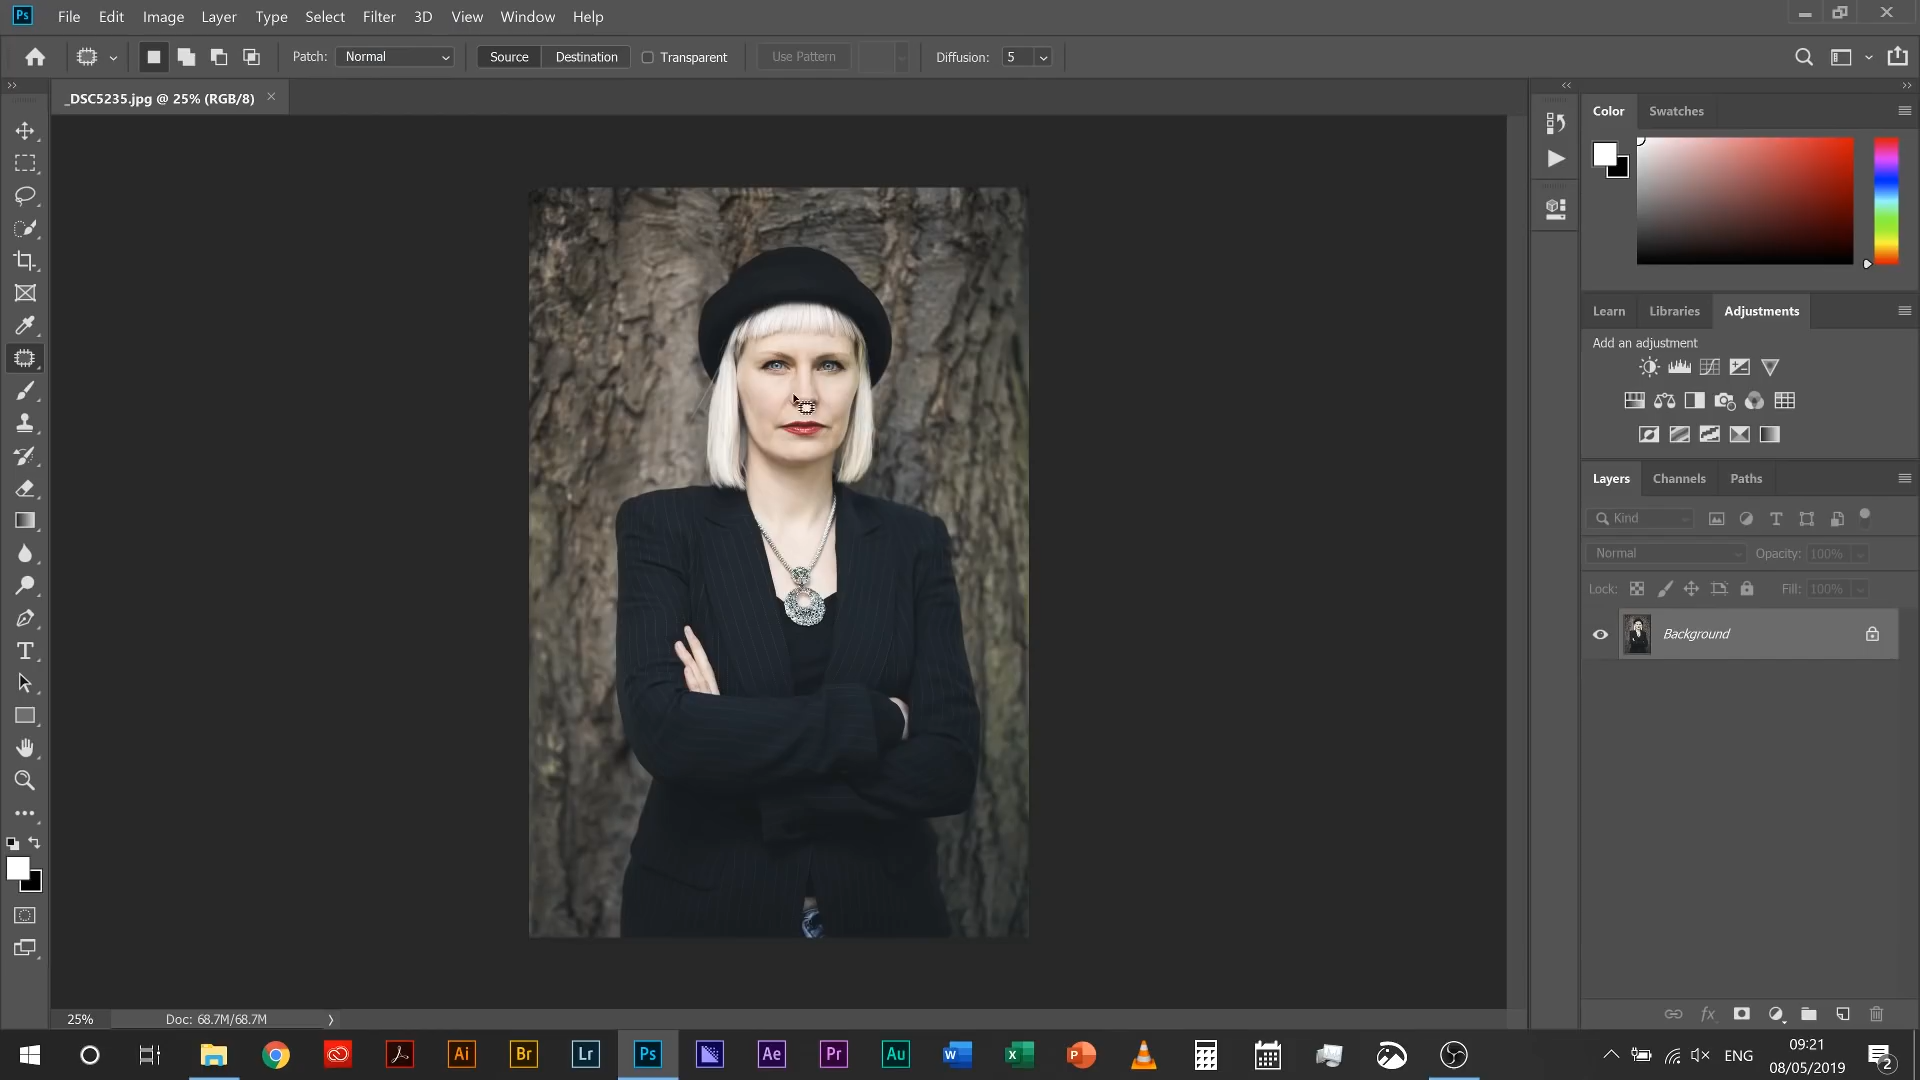 Ps File Edit Image Layer Type Select Filter 3D View Window Help
Patch: Normal Source Destination Transparent Use Pattern Diffusion: 5
_DSC5235.jpg @ 25% (RGB/8)
Color Swatches
Learn Libraries Adjustments
Add an adjustment
Layers Channels Paths
Kind
Normal Opacity: 100%
Lock: Fill: 100%
Background
fx
25% Doc: 68.7M/68.7M
Ai Br Lr Ps Ae Pr Au W X P ENG 09:21
08/05/2019 2